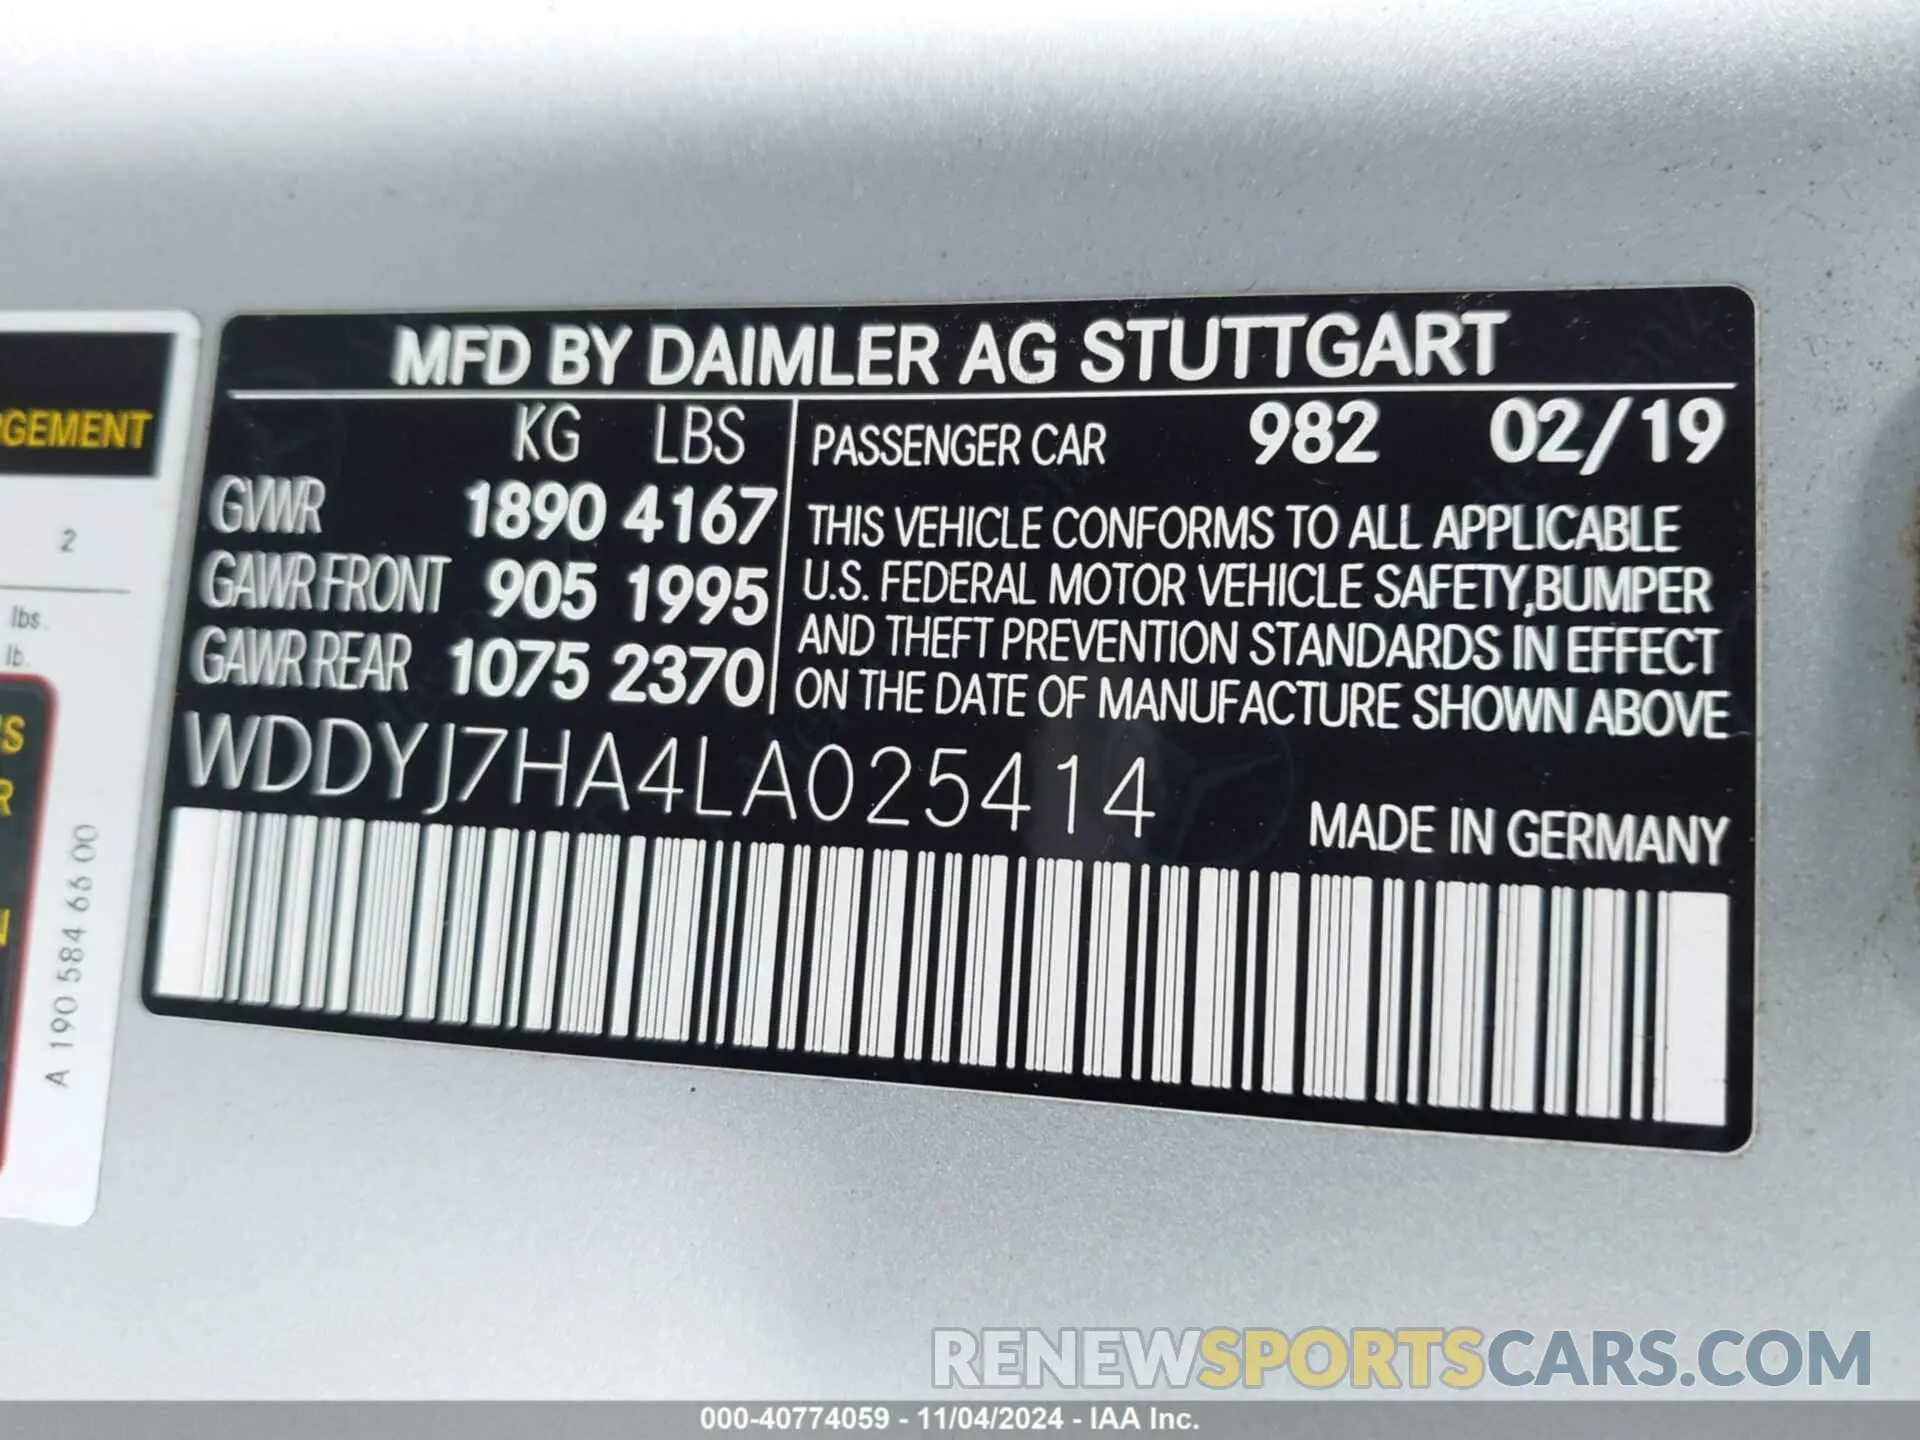 MFD BY DAIMLER AG STUTTGART
KG LBS
GVWR 1890 4167
GAWR FRONT 905 1995
GAWR REAR 1075 2370
PASSENGER CAR 982 02/19
THIS VEHICLE CONFORMS TO ALL APPLICABLE
U.S. FEDERAL MOTOR VEHICLE SAFETY,BUMPER
AND THEFT PREVENTION STANDARDS IN EFFECT
ON THE DATE OF MANUFACTURE SHOWN ABOVE
WDDYJ7HA4LA025414
MADE IN GERMANY
GEMENT
2
lbs.
lb.
S
R
N
A 190 584 66 00
RENEWSPORTSCARS.COM
000-40774059 - 11/04/2024 - IAA Inc.